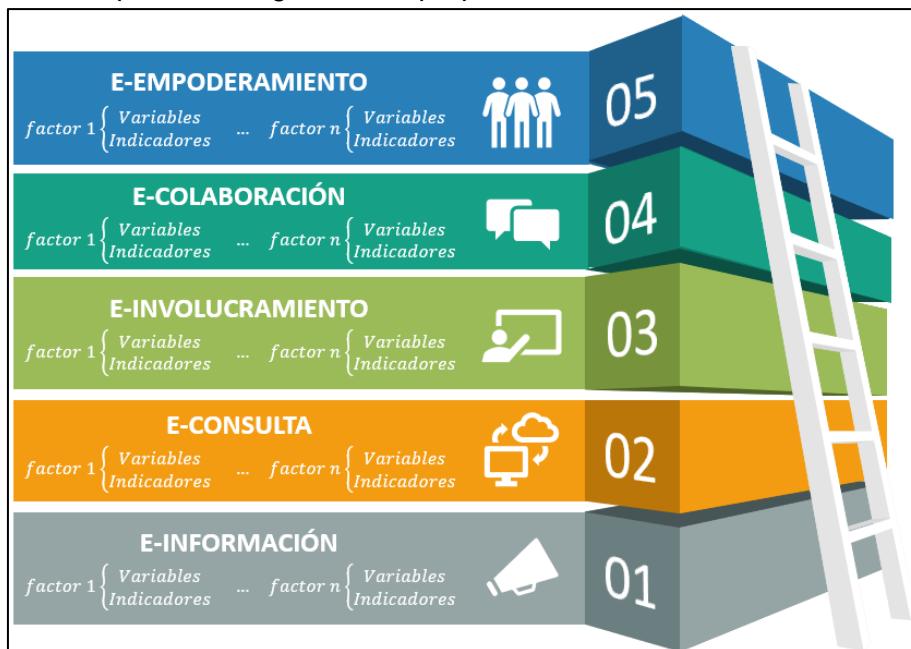 E-EMPODERAMIENTO
factor 1 { Variables Indicadores ... factor n { Variables Indicadores
05
E-COLABORACIÓN
factor 1 { Variables Indicadores ... factor n { Variables Indicadores
04
E-INVOLUCRAMIENTO
factor 1 { Variables Indicadores ... factor n { Variables Indicadores
03
E-CONSULTA
factor 1 { Variables Indicadores ... factor n { Variables Indicadores
02
E-INFORMACIÓN
factor 1 { Variables Indicadores ... factor n { Variables Indicadores
01